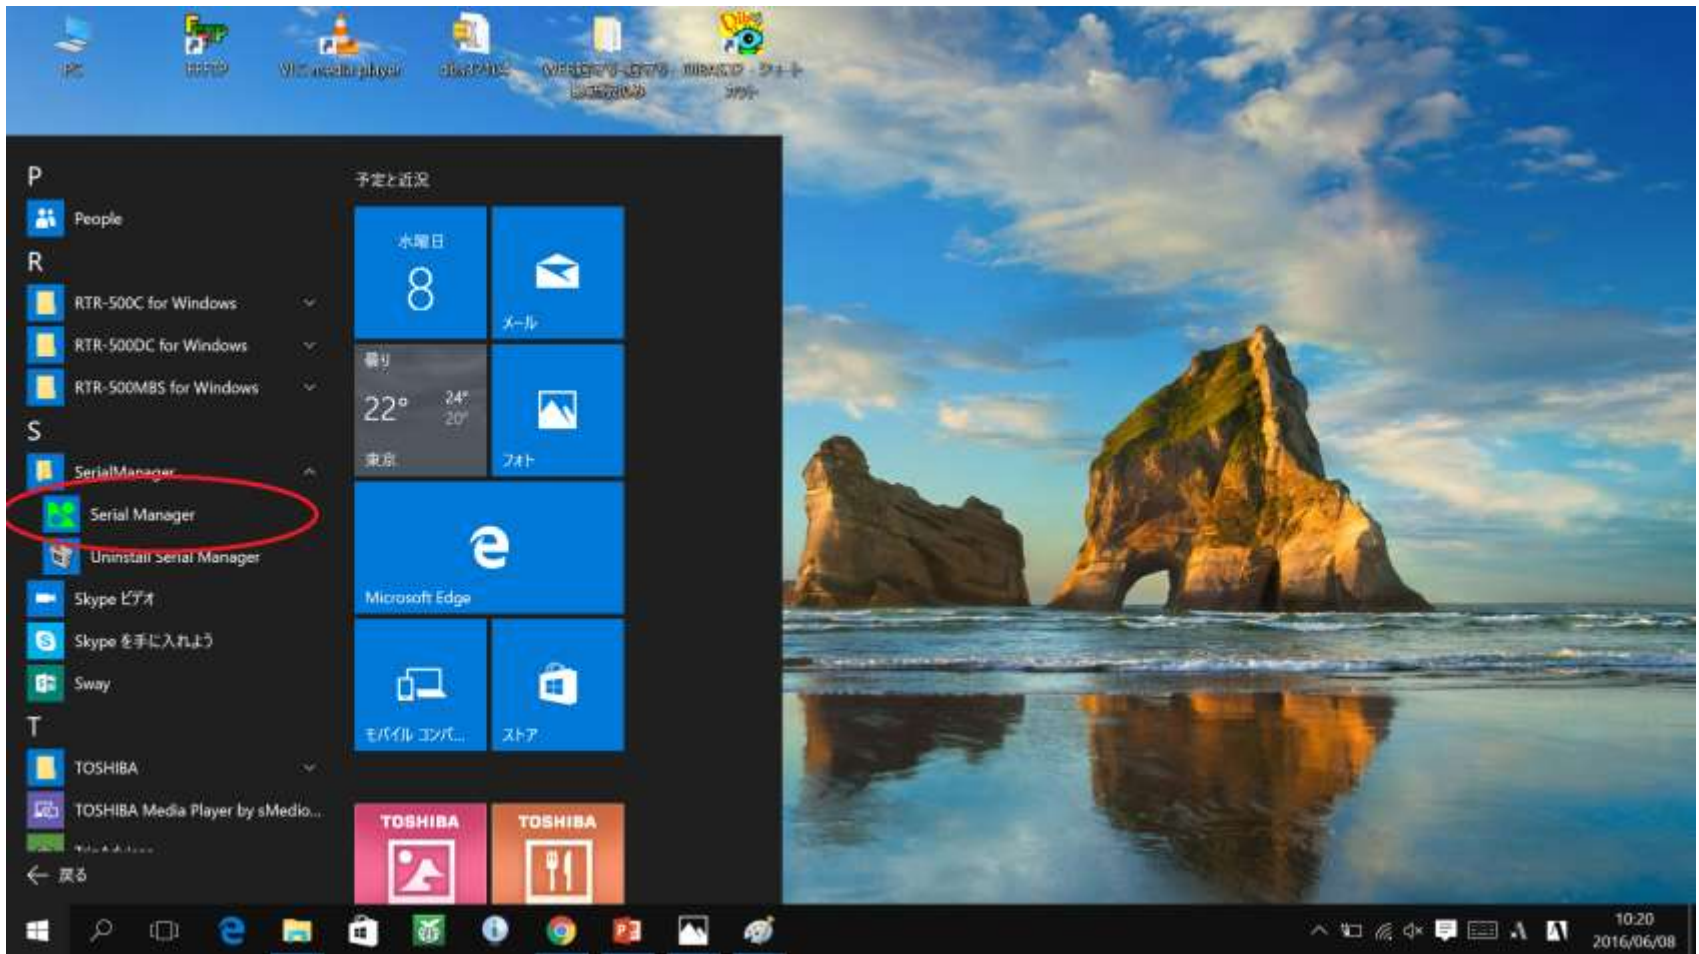 PC
FFFTP
VLC media player
P
People
R
RTR-500C for Windows
RTR-500DC for Windows
RTR-500MBS for Windows
S
SerialManager
Serial Manager
Uninstall Serial Manager
Skype ビデオ
Skype を手に入れよう
Sway
T
TOSHIBA
TOSHIBA Media Player by sMedio...
戻る
予定と近況
水曜日
8
メール
曇り
22°
24°
20°
東京
フォト
Microsoft Edge
モバイル コンパ...
ストア
TOSHIBA
TOSHIBA
10:20
2016/06/08